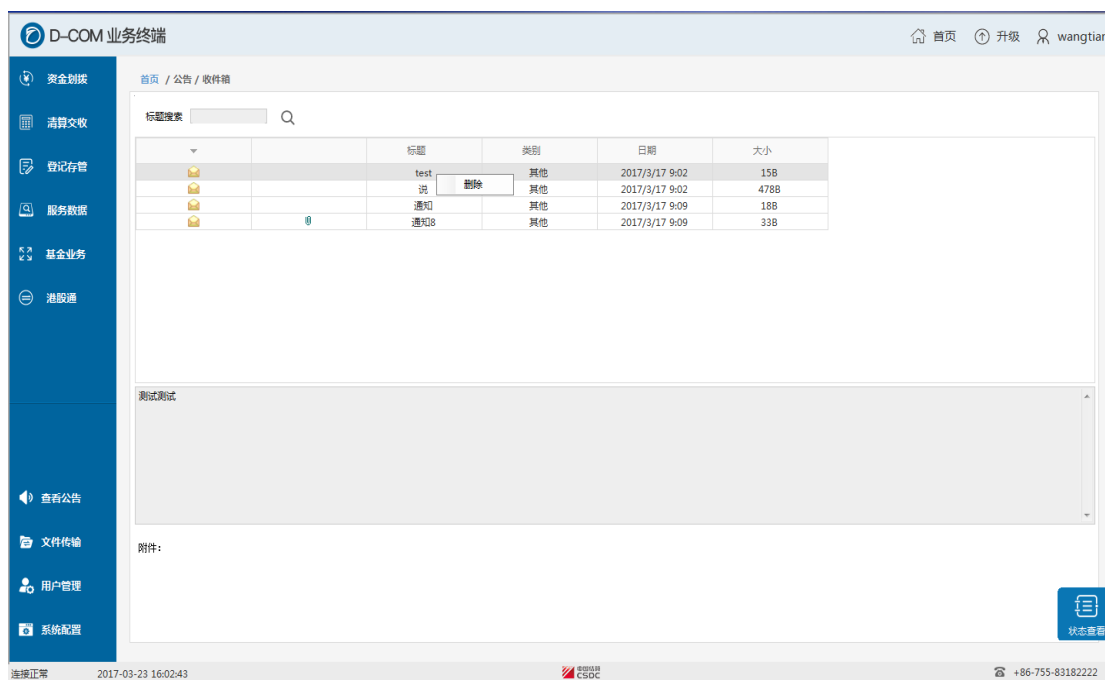 D-COM 业务终端
首页 升级 wangtian
资金划拨
清算交收
登记存管
服务数据
基金业务
港股通
查看公告
文件传输
用户管理
系统配置
首页 / 公告 / 收件箱
标题搜索
标题 类别 日期 大小
test 其他 2017/3/17 9:02 15B
删除
说 其他 2017/3/17 9:02 478B
通知 其他 2017/3/17 9:09 18B
通知8 其他 2017/3/17 9:09 33B
测试测试
附件：
状态查看
连接正常 2017-03-23 16:02:43 中国结算 CSDC +86-755-83182222